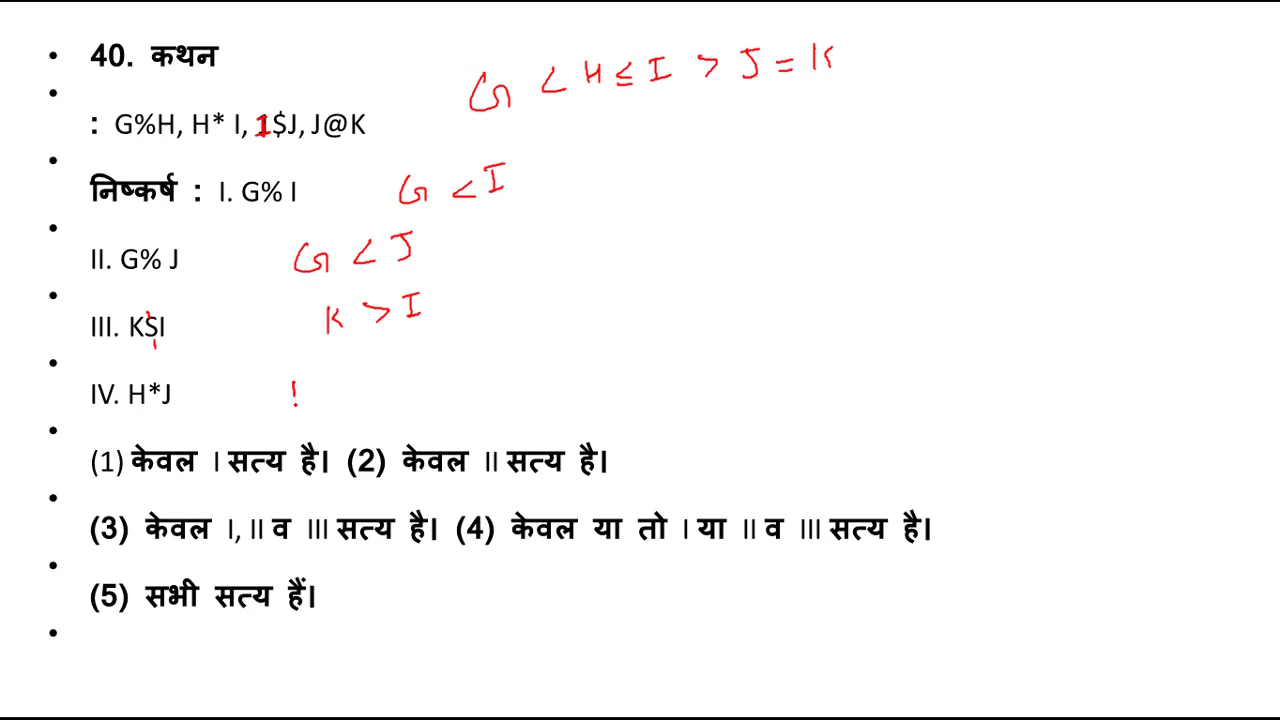 • 40. कथन
G < H ≤ I > J = K
•
: G%H, H* I, 1$J, J@K
•
निष्कर्ष : I. G% I G < I
•
II. G% J G < J
•
III. K$I K > I
•
IV. H*J !
•
(1) केवल I सत्य है। (2) केवल II सत्य है।
•
(3) केवल I, II व III सत्य है। (4) केवल या तो I या II व III सत्य है।
•
(5) सभी सत्य हैं।
•